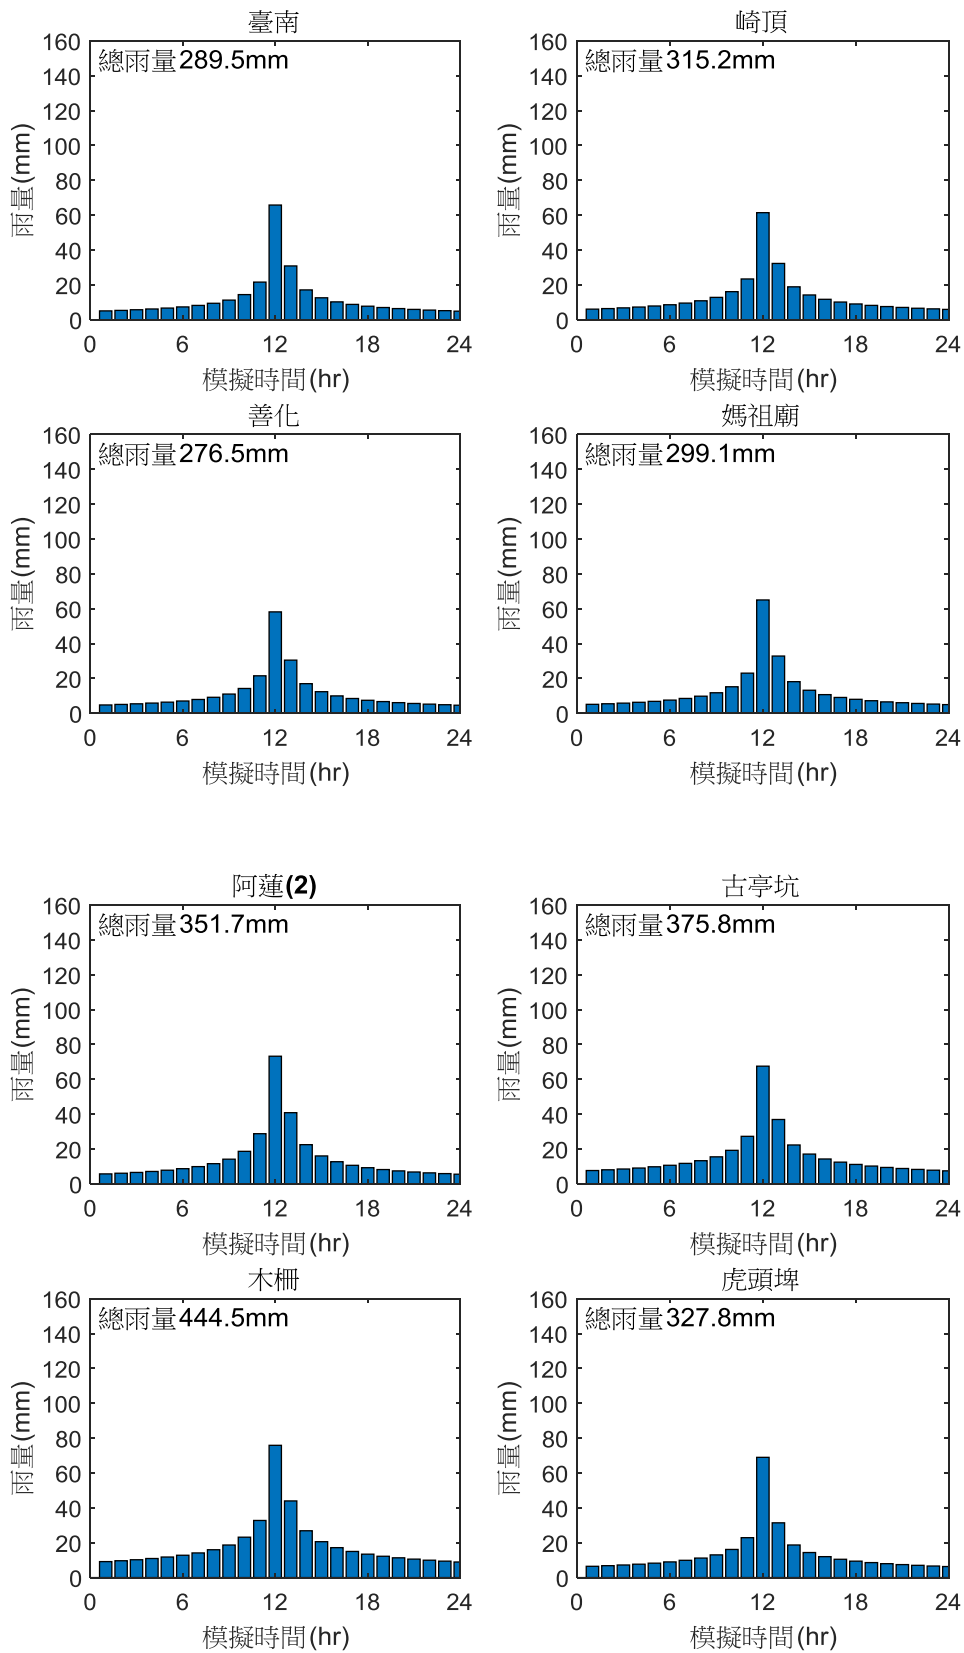 臺南
總雨量289.5mm
160
140
120
100
80
60
40
20
0
雨量(mm)
0 6 12 18 24
模擬時間(hr)
崎頂
總雨量315.2mm
160
140
120
100
80
60
40
20
0
雨量(mm)
0 6 12 18 24
模擬時間(hr)
善化
總雨量276.5mm
160
140
120
100
80
60
40
20
0
雨量(mm)
0 6 12 18 24
模擬時間(hr)
媽祖廟
總雨量299.1mm
160
140
120
100
80
60
40
20
0
雨量(mm)
0 6 12 18 24
模擬時間(hr)
阿蓮(2)
總雨量351.7mm
160
140
120
100
80
60
40
20
0
雨量(mm)
0 6 12 18 24
模擬時間(hr)
古亭坑
總雨量375.8mm
160
140
120
100
80
60
40
20
0
雨量(mm)
0 6 12 18 24
模擬時間(hr)
木柵
總雨量444.5mm
160
140
120
100
80
60
40
20
0
雨量(mm)
0 6 12 18 24
模擬時間(hr)
虎頭埤
總雨量327.8mm
160
140
120
100
80
60
40
20
0
雨量(mm)
0 6 12 18 24
模擬時間(hr)